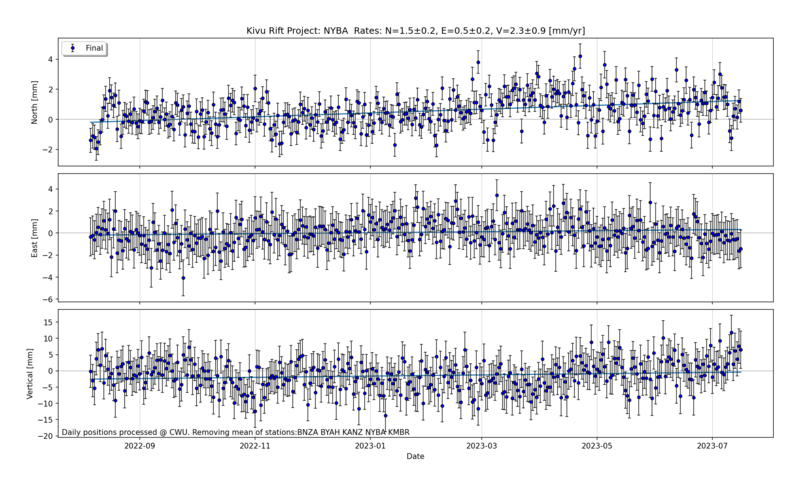 Kivu Rift Project: NYBA Rates: N=1.5±0.2, E=0.5±0.2, V=2.3±0.9 [mm/yr]
Final
North [mm]
4
2
0
−2
East [mm]
4
2
0
−2
−4
−6
Vertical [mm]
15
10
5
0
−5
−10
−15
−20
Daily positions processed @ CWU. Removing mean of stations:BNZA BYAH KANZ NYBA KMBR
2022-09 2022-11 2023-01 2023-03 2023-05 2023-07
Date